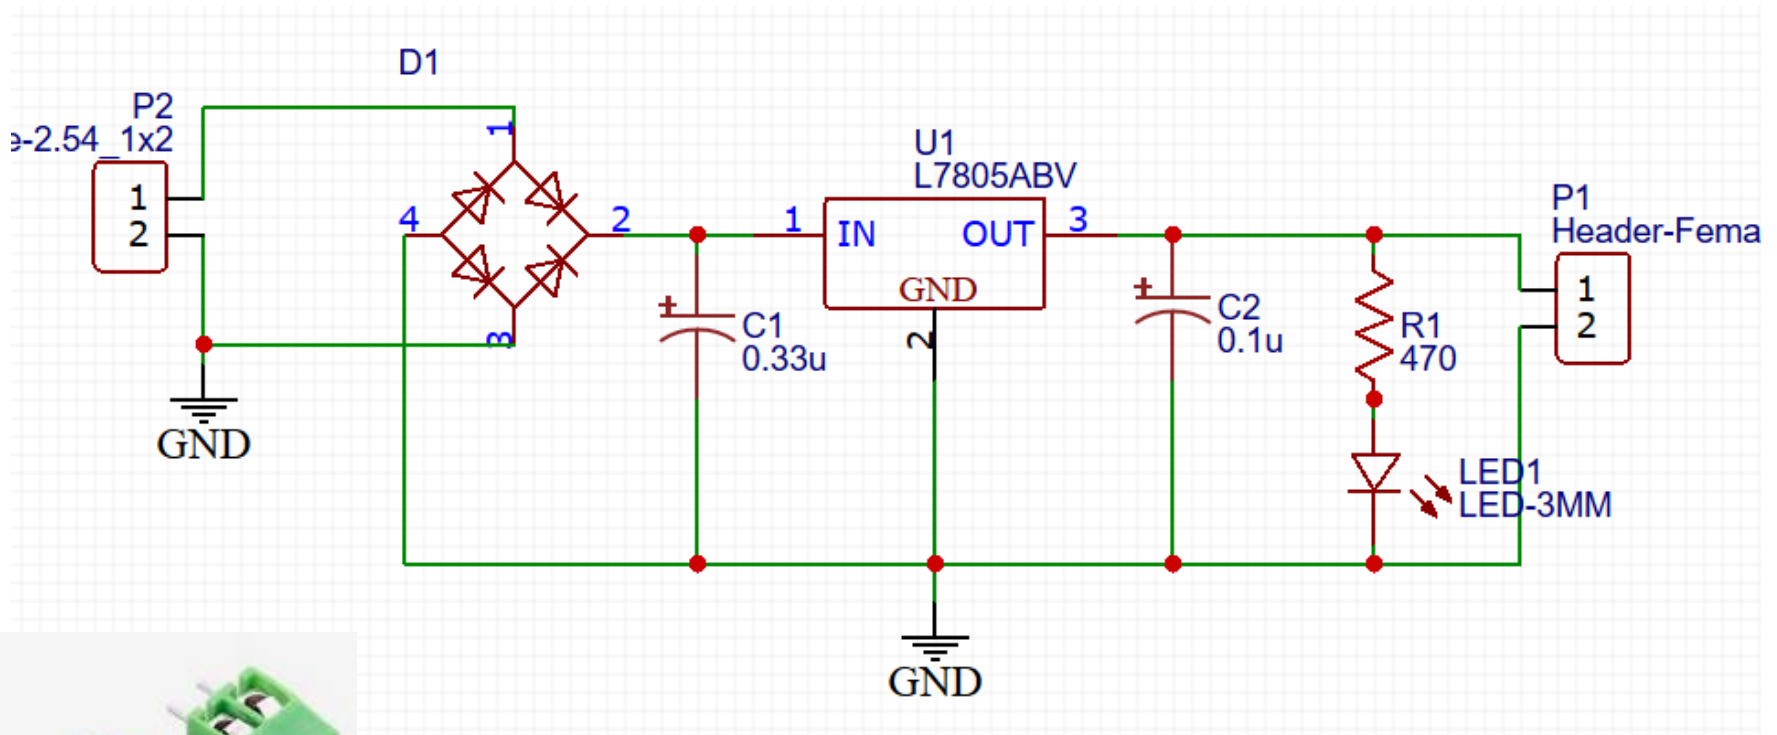 D1
P2
e-2.54_1x2
1
2
1
4
2
3
U1
L7805ABV
1
IN
OUT
3
GND
2
C1
0.33u
C2
0.1u
R1
470
LED1
LED-3MM
P1
Header-Fema
1
2
GND
GND